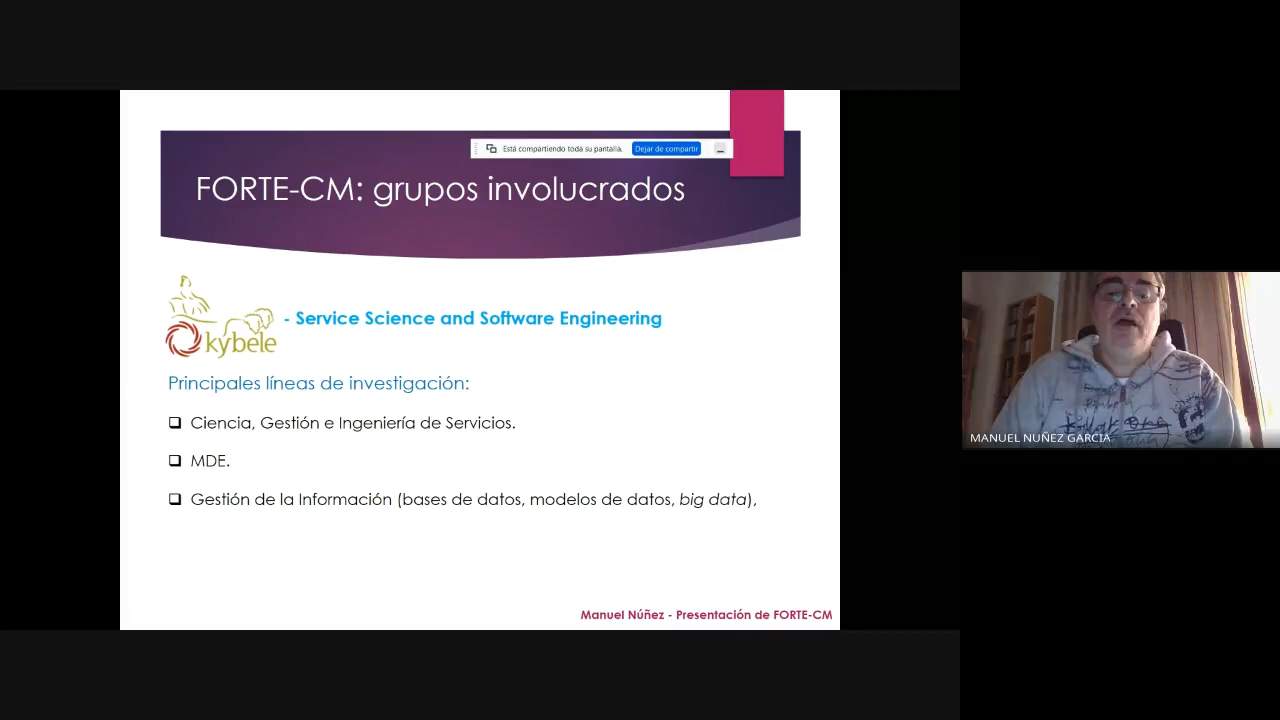 Está compartiendo toda su pantalla.
Dejar de compartir
FORTE-CM: grupos involucrados
kybele
- Service Science and Software Engineering
Principales líneas de investigación:
Ciencia, Gestión e Ingeniería de Servicios.
MDE.
Gestión de la Información (bases de datos, modelos de datos, big data),
Manuel Núñez - Presentación de FORTE-CM
MANUEL NUÑEZ GARCIA